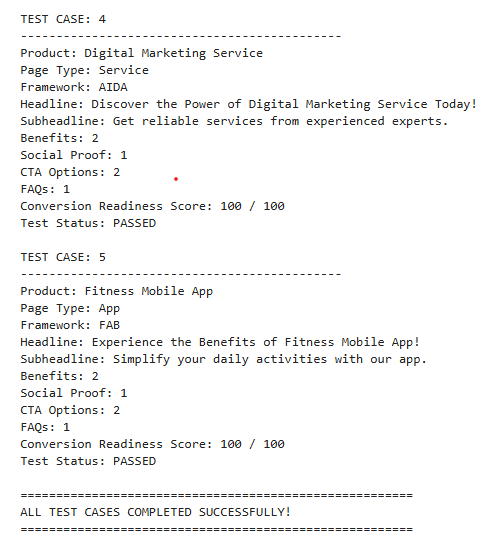 TEST CASE: 4
---------------------------------------------
Product: Digital Marketing Service
Page Type: Service
Framework: AIDA
Headline: Discover the Power of Digital Marketing Service Today!
Subheadline: Get reliable services from experienced experts.
Benefits: 2
Social Proof: 1
CTA Options: 2
FAQs: 1
Conversion Readiness Score: 100 / 100
Test Status: PASSED
TEST CASE: 5
---------------------------------------------
Product: Fitness Mobile App
Page Type: App
Framework: FAB
Headline: Experience the Benefits of Fitness Mobile App!
Subheadline: Simplify your daily activities with our app.
Benefits: 2
Social Proof: 1
CTA Options: 2
FAQs: 1
Conversion Readiness Score: 100 / 100
Test Status: PASSED
=======================================================
ALL TEST CASES COMPLETED SUCCESSFULLY!
=======================================================